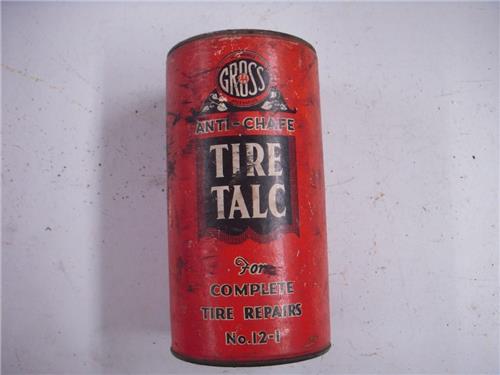 GROSS
ANTI-CHAFE
TIRE
TALC
For
COMPLETE
TIRE REPAIRS
No.12-1